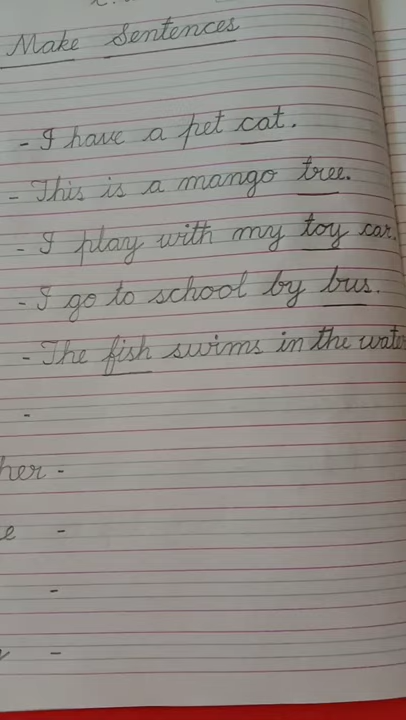 Make Sentences
- I have a pet cat.
- This is a mango tree.
- I play with my toy car.
- I go to school by bus.
- The fish swims in the
-
her -
e -
-
-